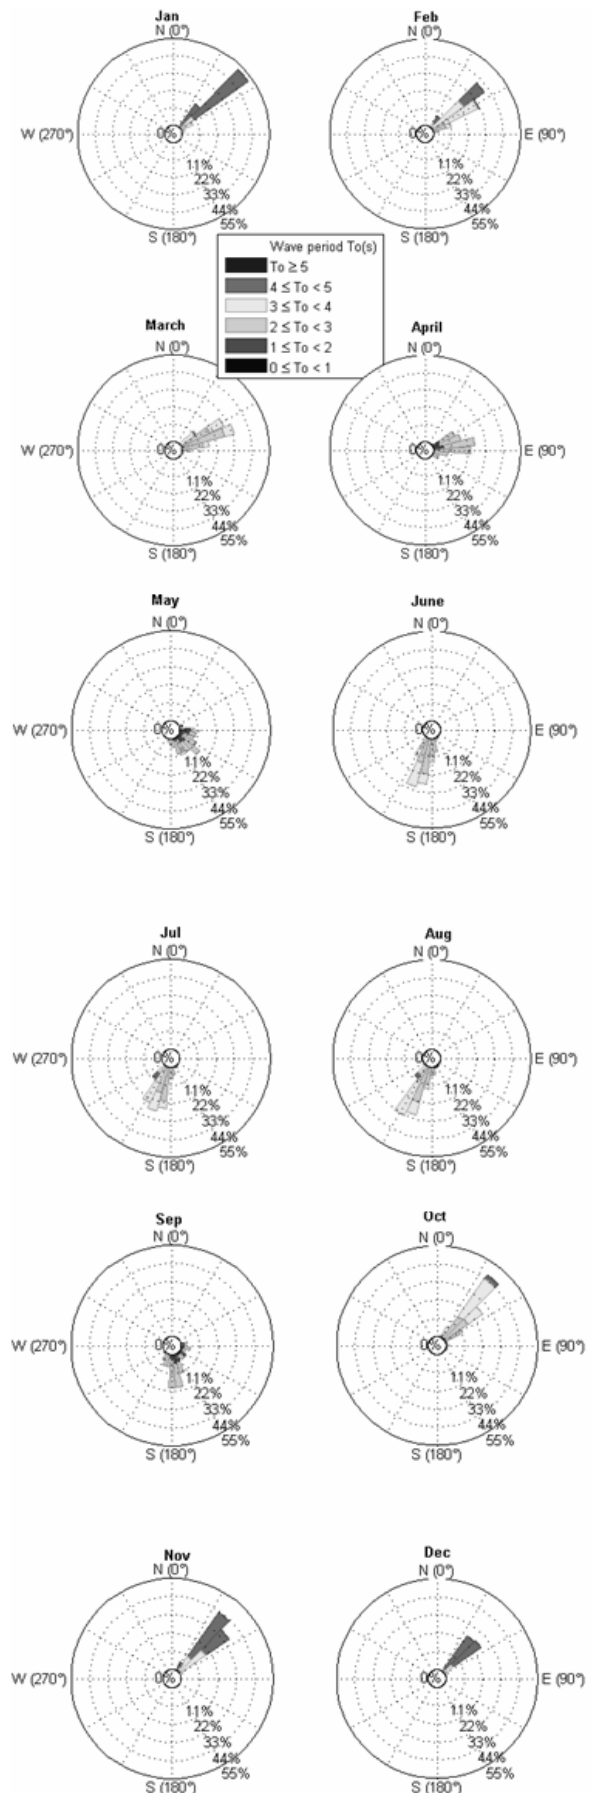 Jan
Feb
N (0°)
N (0°)
W (270°)
0%
0%
E (90°)
11%
11%
22%
22%
33%
33%
44%
44%
55%
55%
S (180°)
S (180°)
Wave period To(s)
To ≥ 5
4 ≤ To < 5
3 ≤ To < 4
2 ≤ To < 3
1 ≤ To < 2
0 ≤ To < 1
March
April
N (0°)
N (0°)
W (270°)
0%
0%
E (90°)
11%
11%
22%
22%
33%
33%
44%
44%
55%
55%
S (180°)
S (180°)
May
June
N (0°)
N (0°)
W (270°)
0%
0%
E (90°)
11%
11%
22%
22%
33%
33%
44%
44%
55%
55%
S (180°)
S (180°)
Jul
Aug
N (0°)
N (0°)
W (270°)
0%
0%
E (90°)
11%
11%
22%
22%
33%
33%
44%
44%
55%
55%
S (180°)
S (180°)
Sep
Oct
N (0°)
N (0°)
W (270°)
0%
0%
E (90°)
11%
11%
22%
22%
33%
33%
44%
44%
55%
55%
S (180°)
S (180°)
Nov
Dec
N (0°)
N (0°)
W (270°)
0%
0%
E (90°)
11%
11%
22%
22%
33%
33%
44%
44%
55%
55%
S (180°)
S (180°)